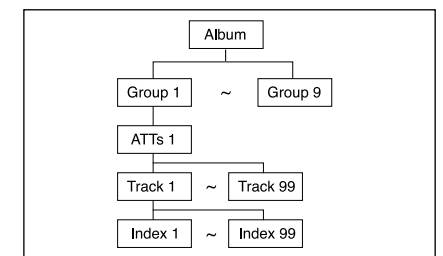 Album
Group 1 ~ Group 9
ATTs 1
Track 1 ~ Track 99
Index 1 ~ Index 99